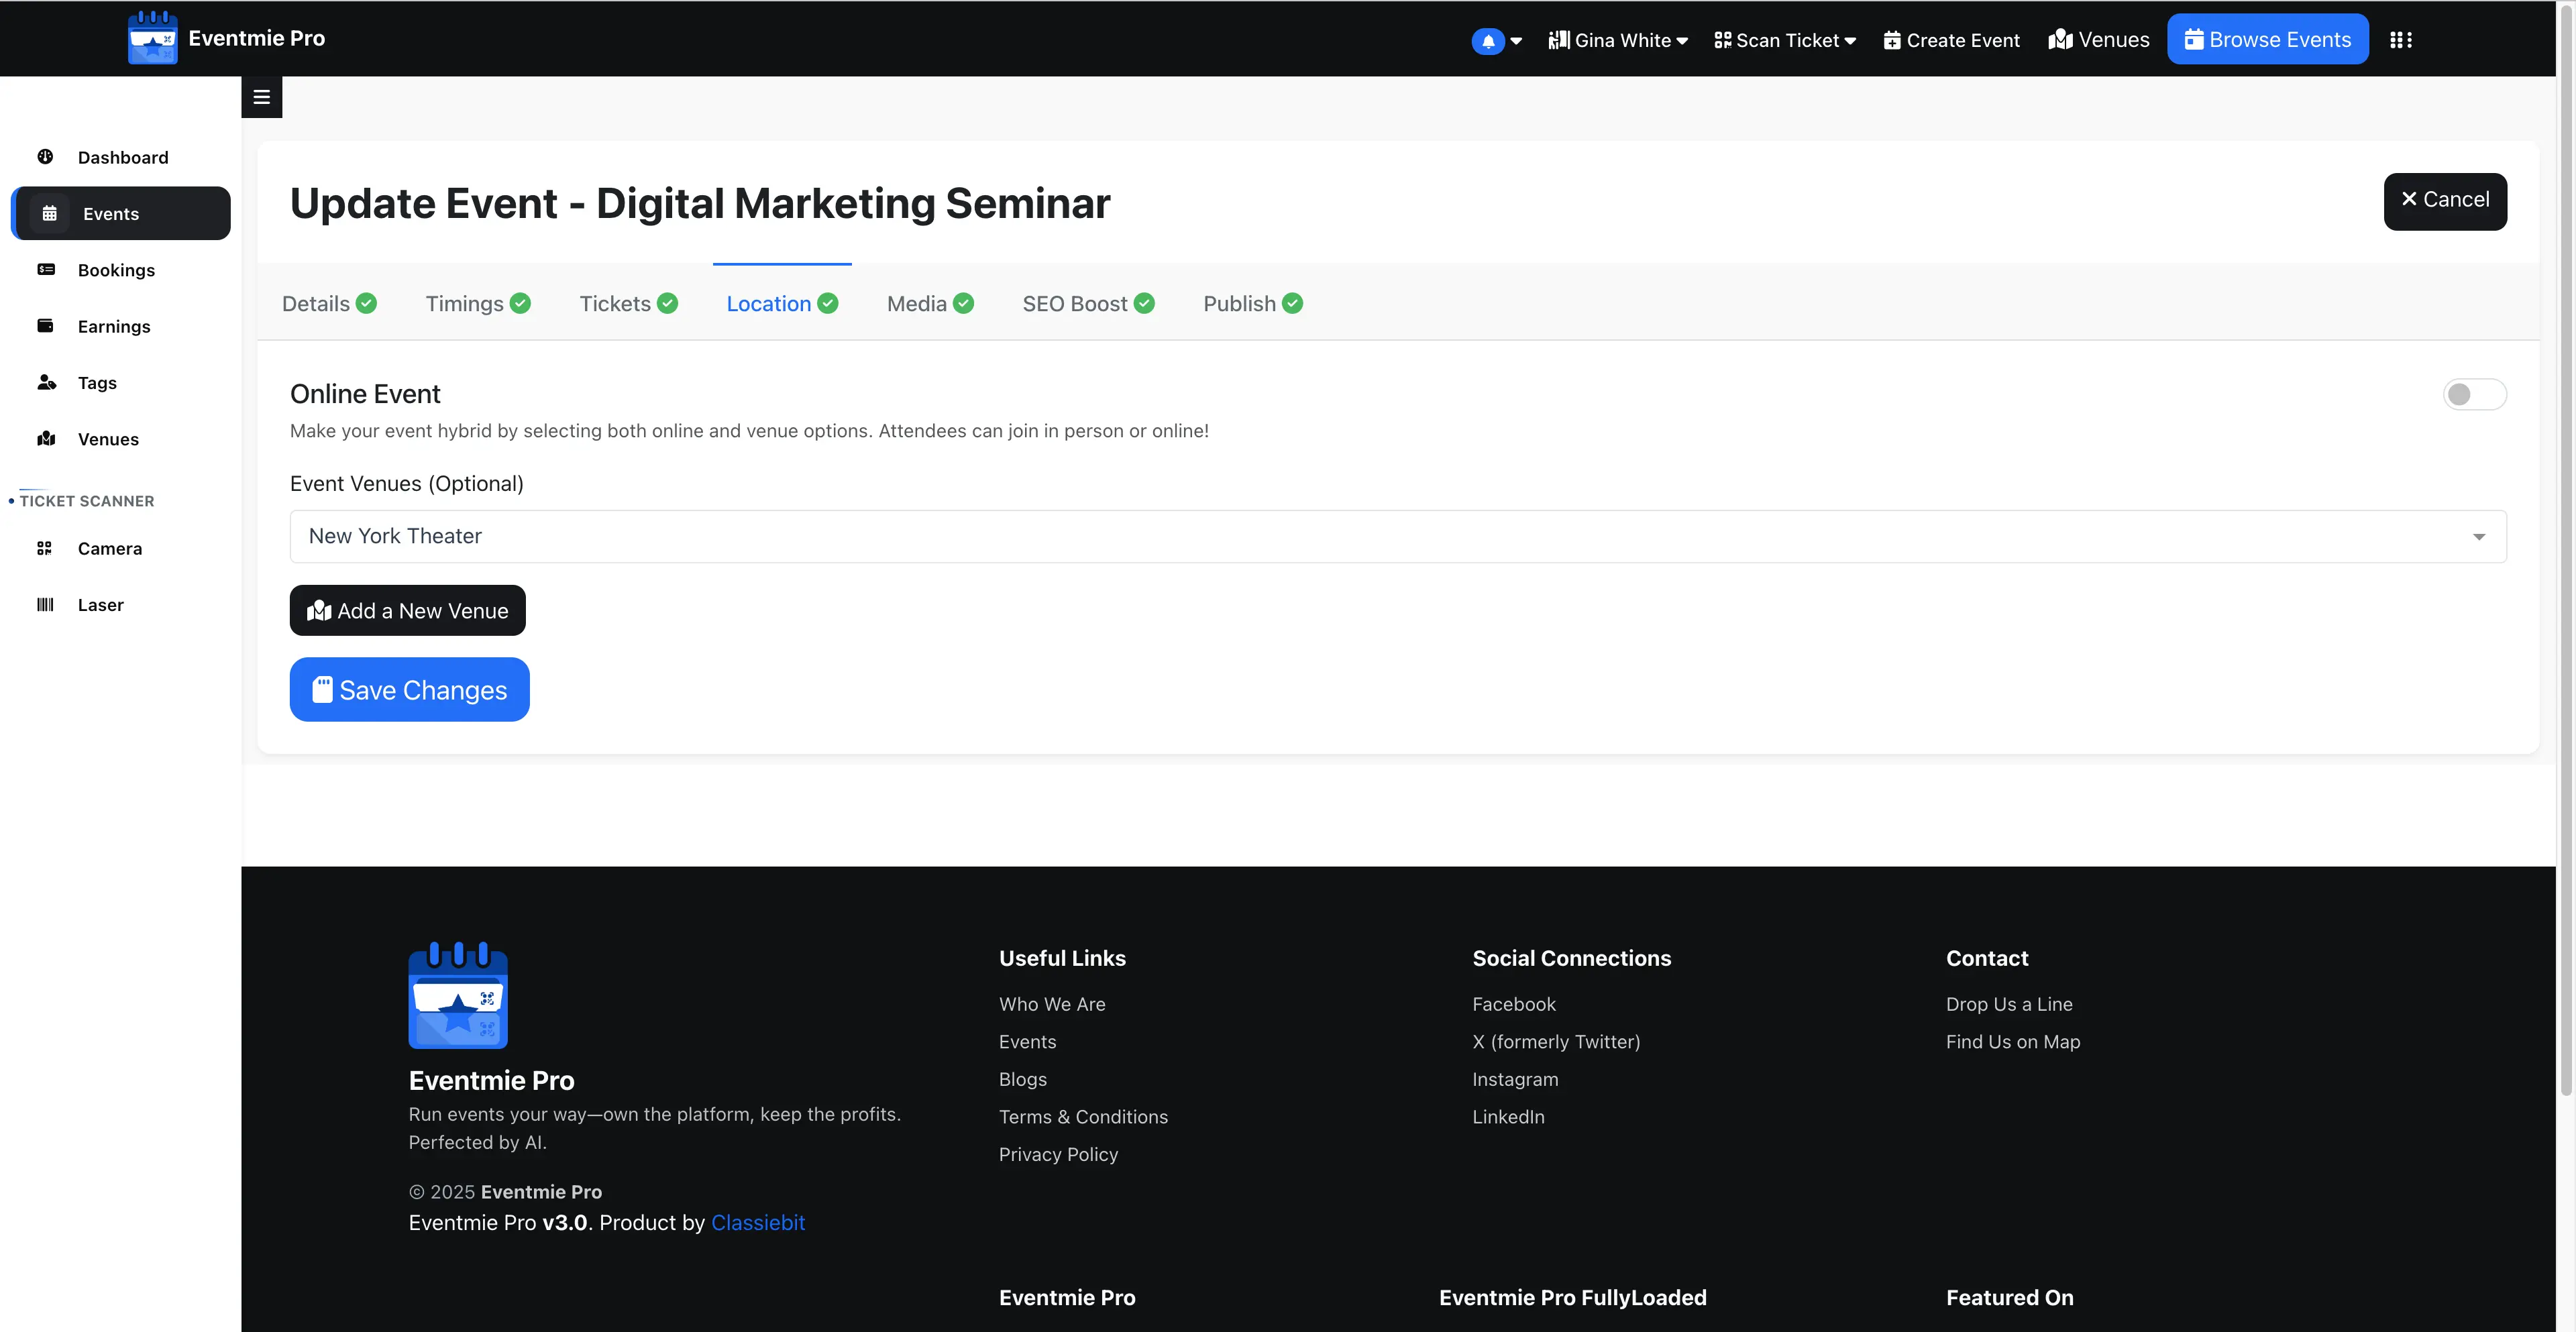 Eventmie Pro
Gina White
Scan Ticket
Create Event
Venues
Browse Events
Dashboard
Events
Bookings
Earnings
Tags
Venues
TICKET SCANNER
Camera
Laser
Update Event - Digital Marketing Seminar
Cancel
Details
Timings
Tickets
Location
Media
SEO Boost
Publish
Online Event
Make your event hybrid by selecting both online and venue options. Attendees can join in person or online!
Event Venues (Optional)
New York Theater
Add a New Venue
Save Changes
Eventmie Pro
Run events your way—own the platform, keep the profits.
Perfected by AI.
© 2025 Eventmie Pro
Eventmie Pro v3.0. Product by Classiebit
Useful Links
Who We Are
Events
Blogs
Terms & Conditions
Privacy Policy
Social Connections
Facebook
X (formerly Twitter)
Instagram
LinkedIn
Contact
Drop Us a Line
Find Us on Map
Eventmie Pro
Eventmie Pro FullyLoaded
Featured On